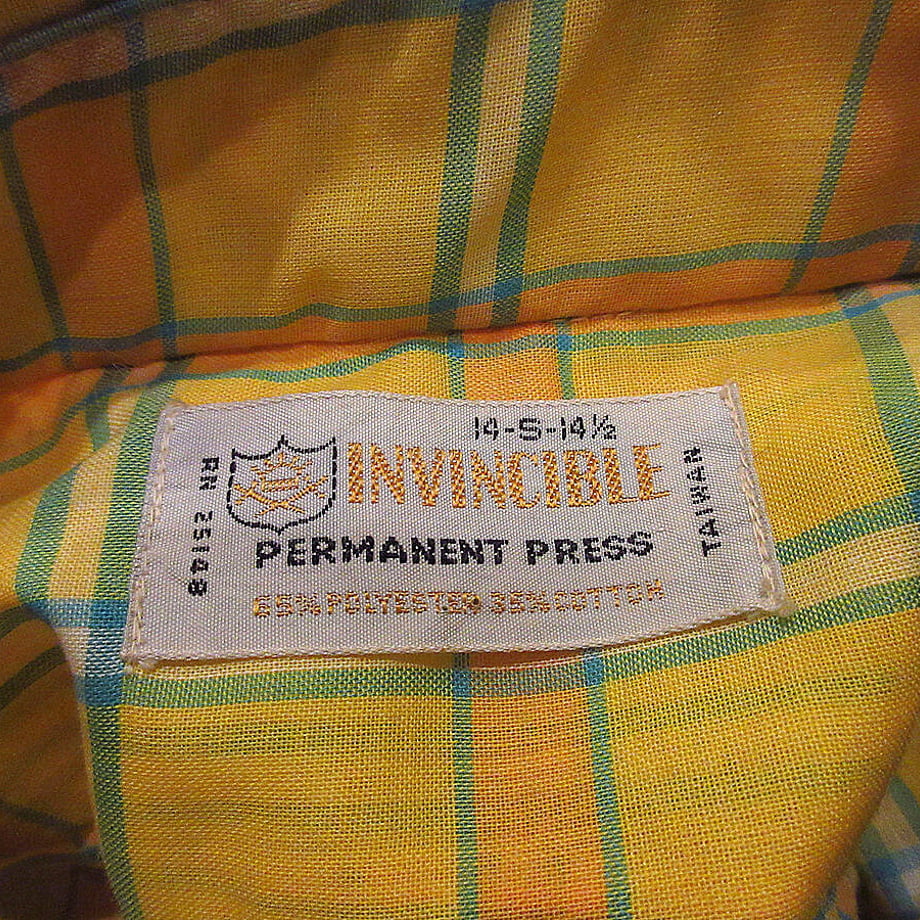 14-S-14½
INVINCIBLE
PERMANENT PRESS
65% POLYESTER 35% COTTON
RN 25148
TAIWAN